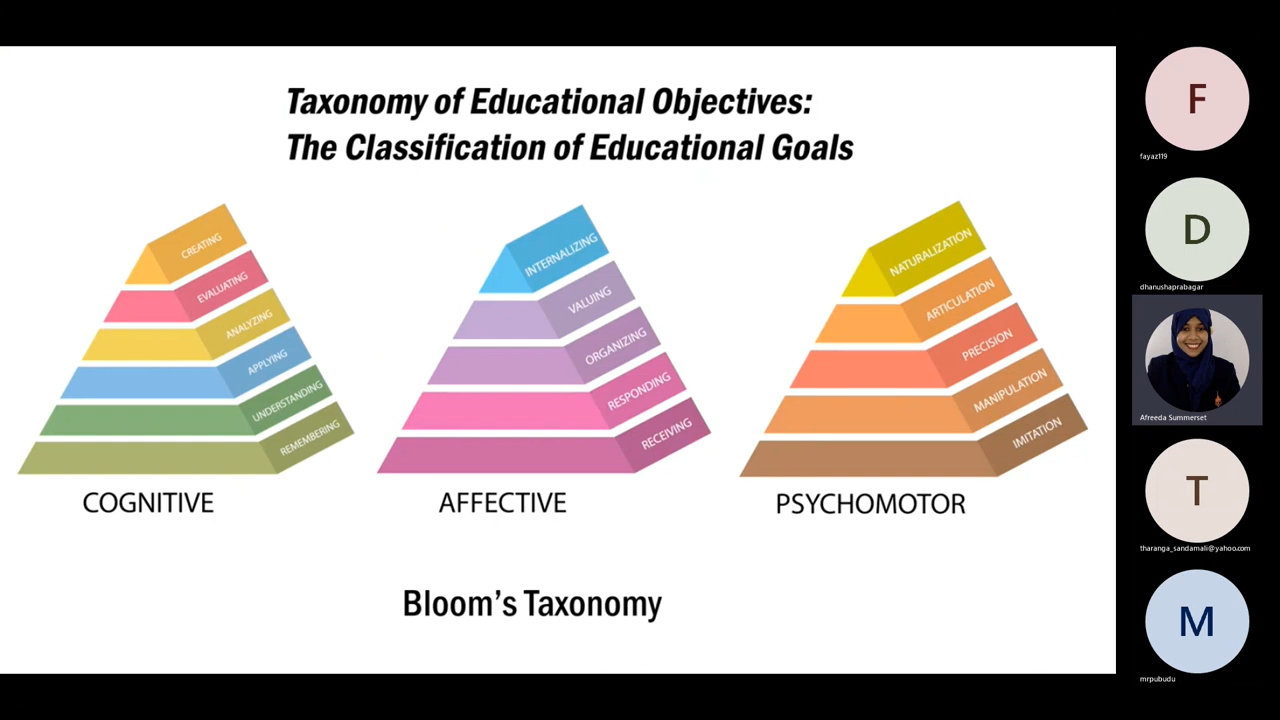 Taxonomy of Educational Objectives:
The Classification of Educational Goals
CREATING
EVALUATING
ANALYZING
APPLYING
UNDERSTANDING
REMEMBERING
COGNITIVE
INTERNALIZING
VALUING
ORGANIZING
RESPONDING
RECEIVING
AFFECTIVE
NATURALIZATION
ARTICULATION
PRECISION
MANIPULATION
IMITATION
PSYCHOMOTOR
Bloom's Taxonomy
F
fayaz119
D
dhanushaprabagar
Afreeda Summerset
T
tharanga_sandamali@yahoo.com
M
mrpubudu